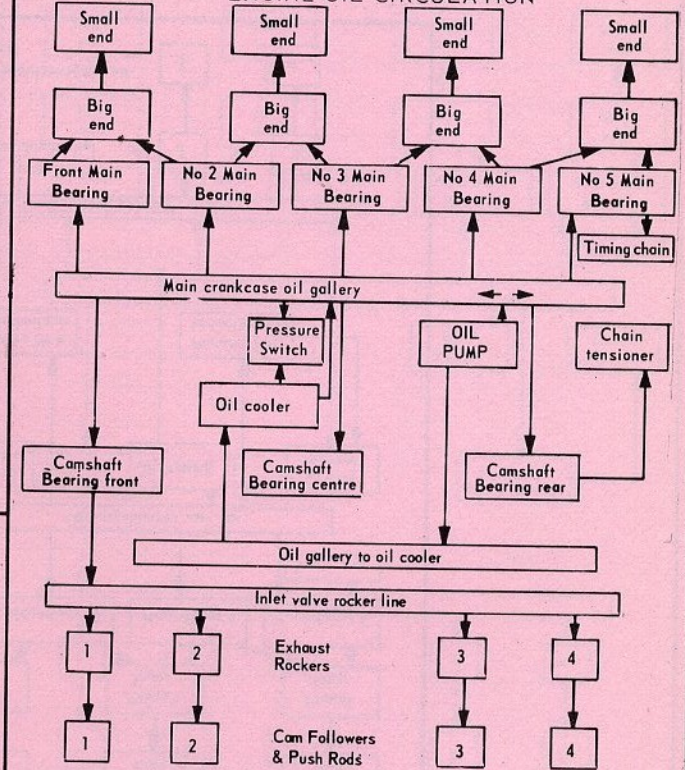 ENGINE OIL CIRCULATION
Small
end
Small
end
Small
end
Small
end
Big
end
Big
end
Big
end
Big
end
Front Main
Bearing
No 2 Main
Bearing
No 3 Main
Bearing
No 4 Main
Bearing
No 5 Main
Bearing
Timing chain
Main crankcase oil gallery
Pressure
Switch
OIL
PUMP
Chain
tensioner
Oil cooler
Camshaft
Bearing front
Camshaft
Bearing centre
Camshaft
Bearing rear
Oil gallery to oil cooler
Inlet valve rocker line
1
2
Exhaust
Rockers
3
4
1
2
Cam Followers
& Push Rods
3
4